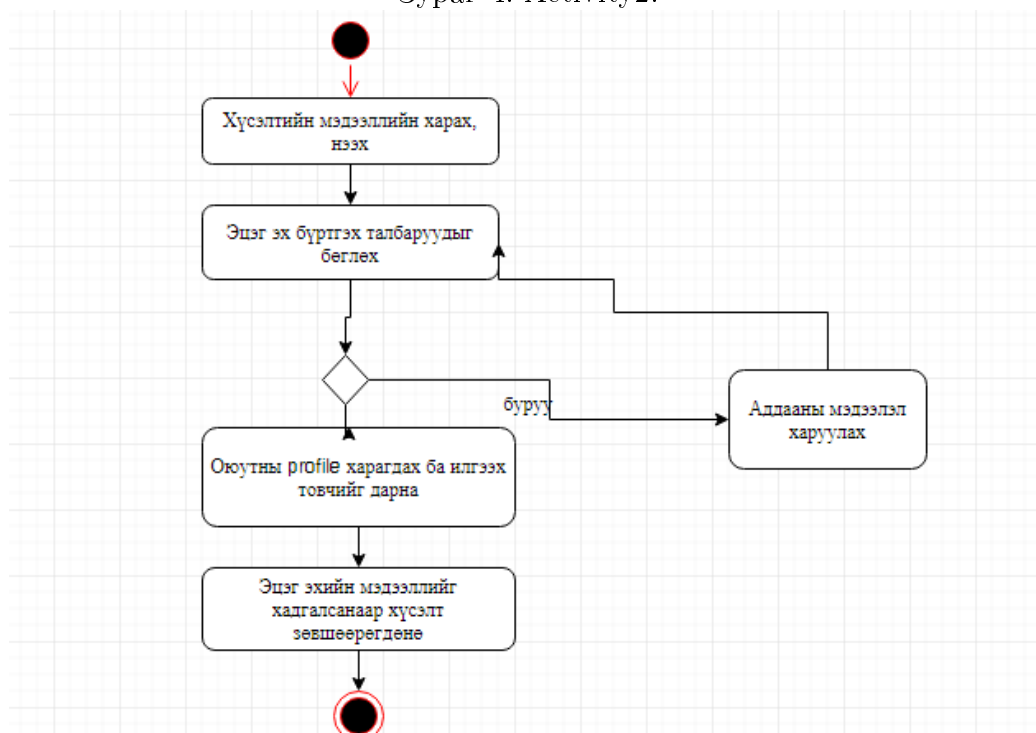 Хүсэлтийн мэдээллийн харах,
нээх
Эцэг эх бүртгэх талбаруудыг
бөглөх
буруу
Аддааны мэдээлэл
харуулах
Оюутны profile харагдах ба илгээх
товчийг дарна
Эцэг эхийн мэдээллийг
хадгалсанаар хүсэлт
зөвшөөрөгдөнө